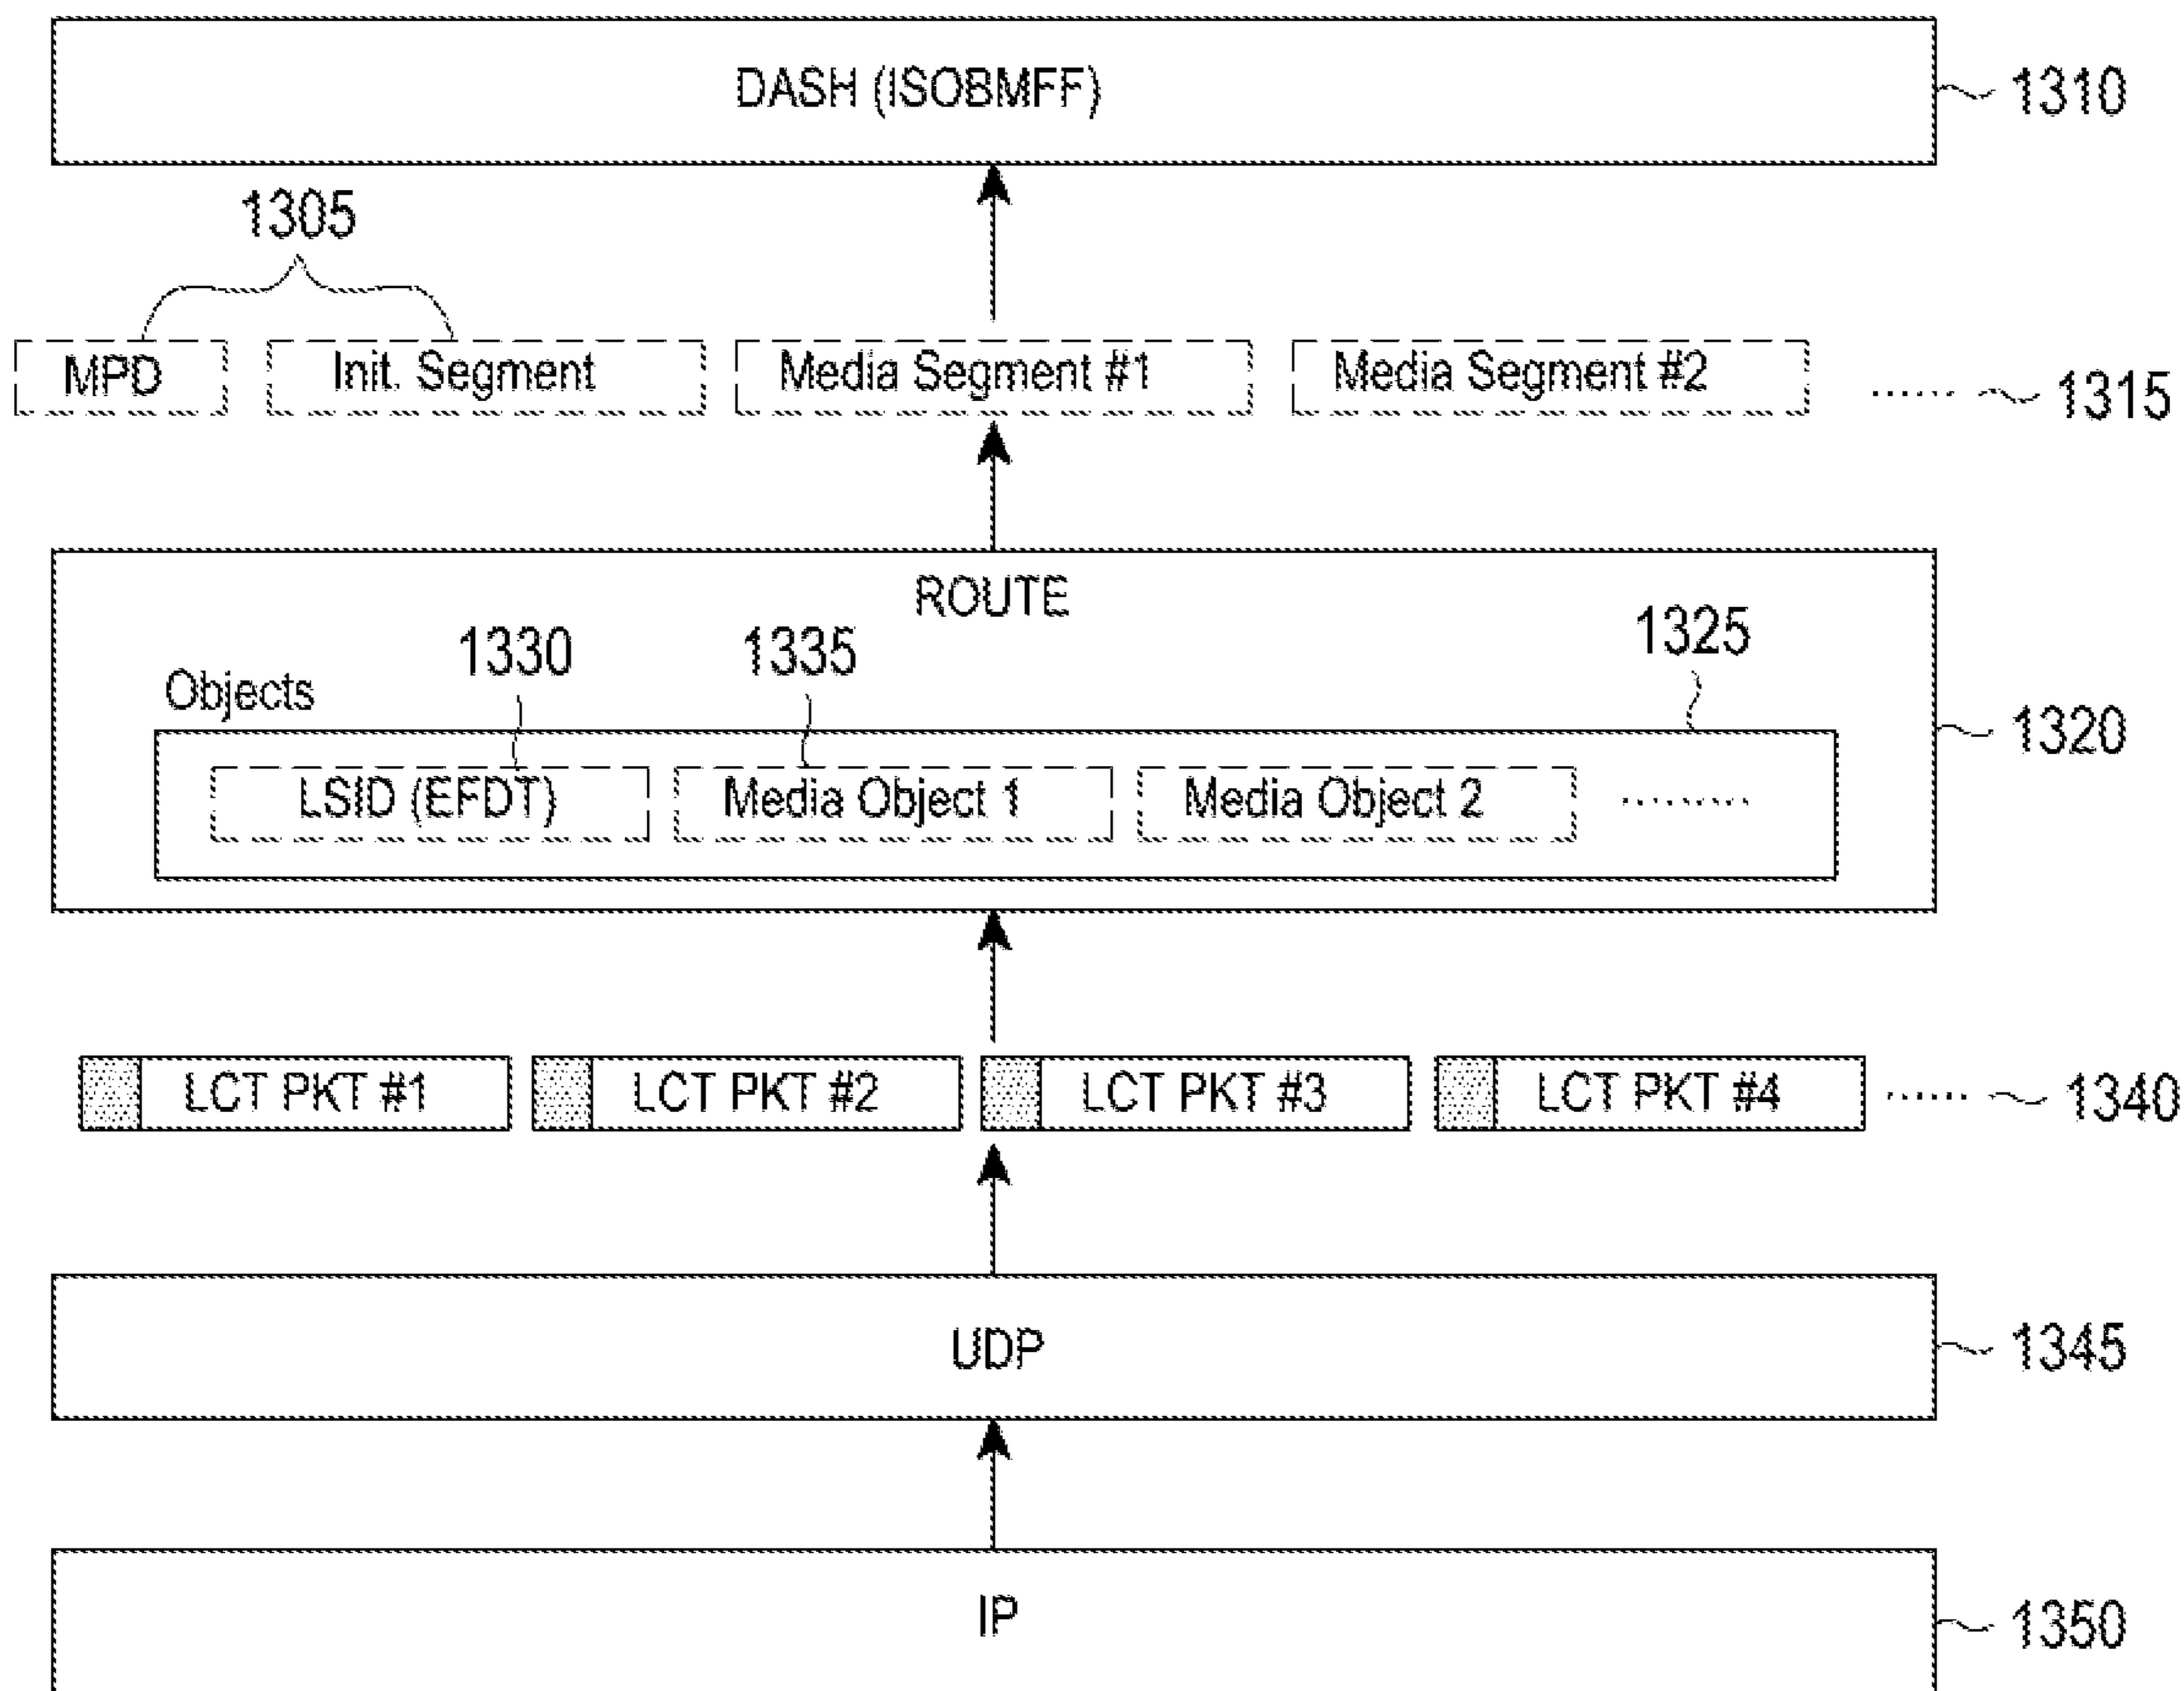 DASH (ISOBMFF)
1310
1305
MPD
Init. Segment
Media Segment #1
Media Segment #2
........
1315
ROUTE
1330
1335
1325
Objects
1320
LSID (EFDT)
Media Object 1
Media Object 2
............
LCT PKT #1
LCT PKT #2
LCT PKT #3
LCT PKT #4
........
1340
UDP
1345
IP
1350